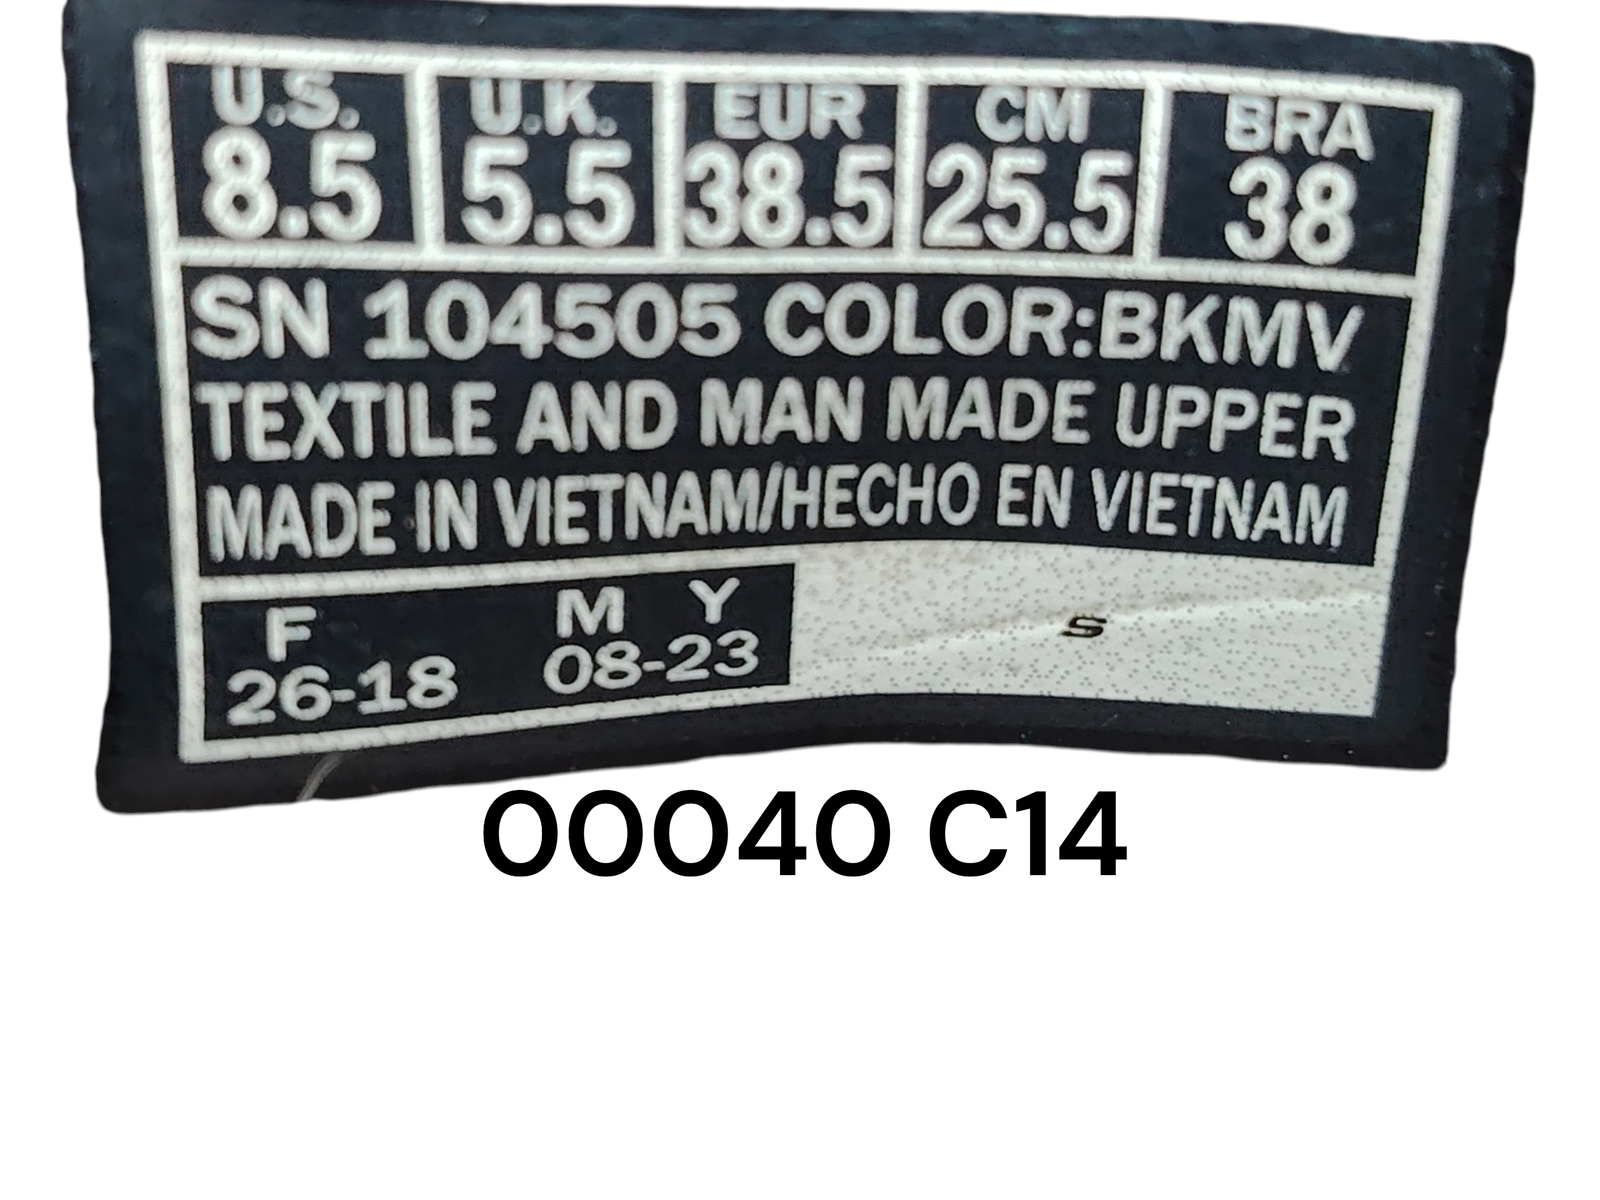 U.S. U.K. EUR CM BRA
8.5 5.5 38.5 25.5 38
SN 104505 COLOR:BKMV
TEXTILE AND MAN MADE UPPER
MADE IN VIETNAM/HECHO EN VIETNAM
F M Y
26-18 08-23
S
00040 C14